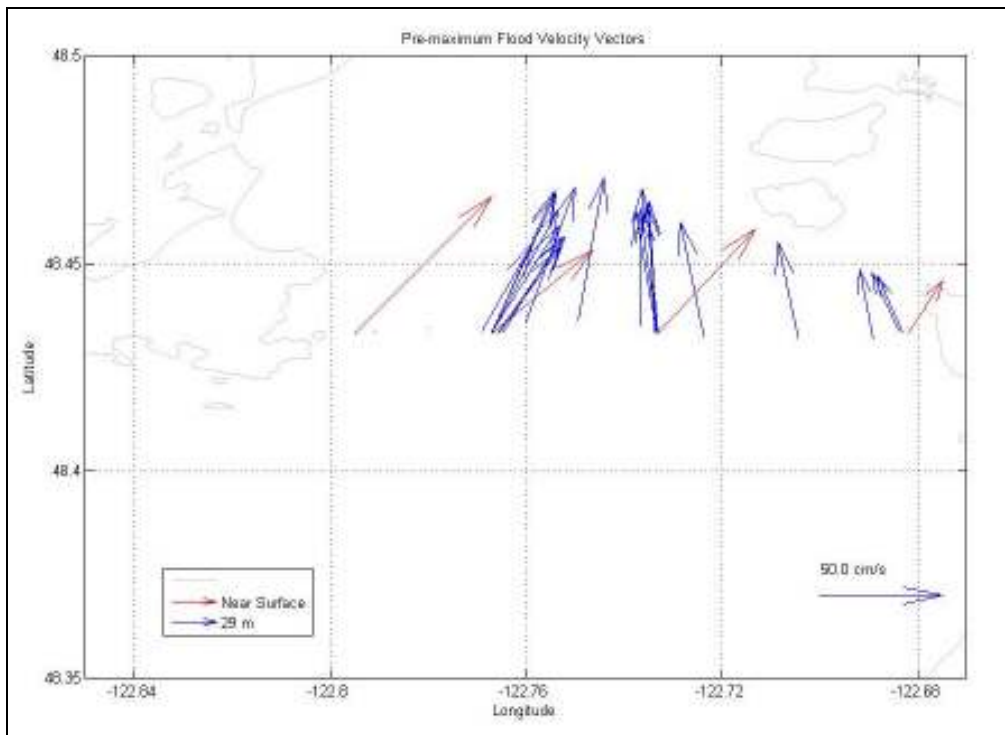 Pre-maximum Flood Velocity Vectors
48.5
48.45
48.4
48.35
Latitude
50.0 cm/s
Near Surface
29 m
-122.84
-122.8
-122.76
-122.72
-122.68
Longitude